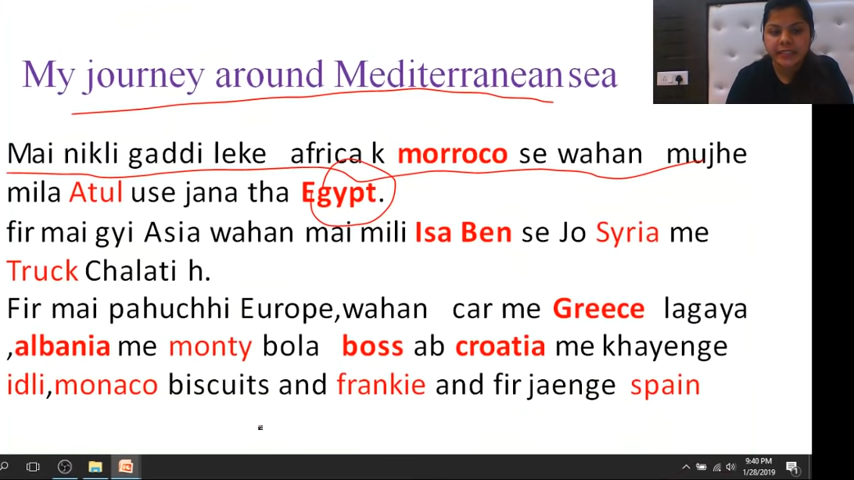 My journey around Mediterranean sea
Mai nikli gaddi leke africa k morroco se wahan mujhe
mila Atul use jana tha Egypt.
fir mai gyi Asia wahan mai mili Isa Ben se Jo Syria me
Truck Chalati h.
Fir mai pahuchhi Europe,wahan car me Greece lagaya
,albania me monty bola boss ab croatia me khayenge
idli,monaco biscuits and frankie and fir jaenge spain
9:40 PM
1/28/2019